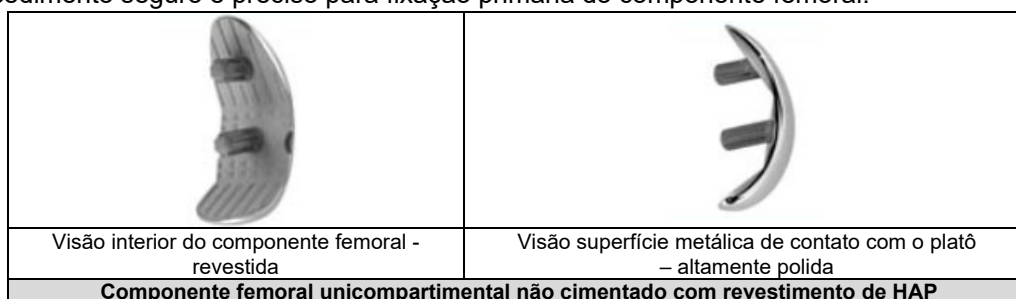 seguro e preciso para fixação primária do componente femoral.
Visão interior do componente femoral -
revestida
Visão superfície metálica de contato com o platô
– altamente polida
Componente femoral unicompartimental não cimentado com revestimento de HAP